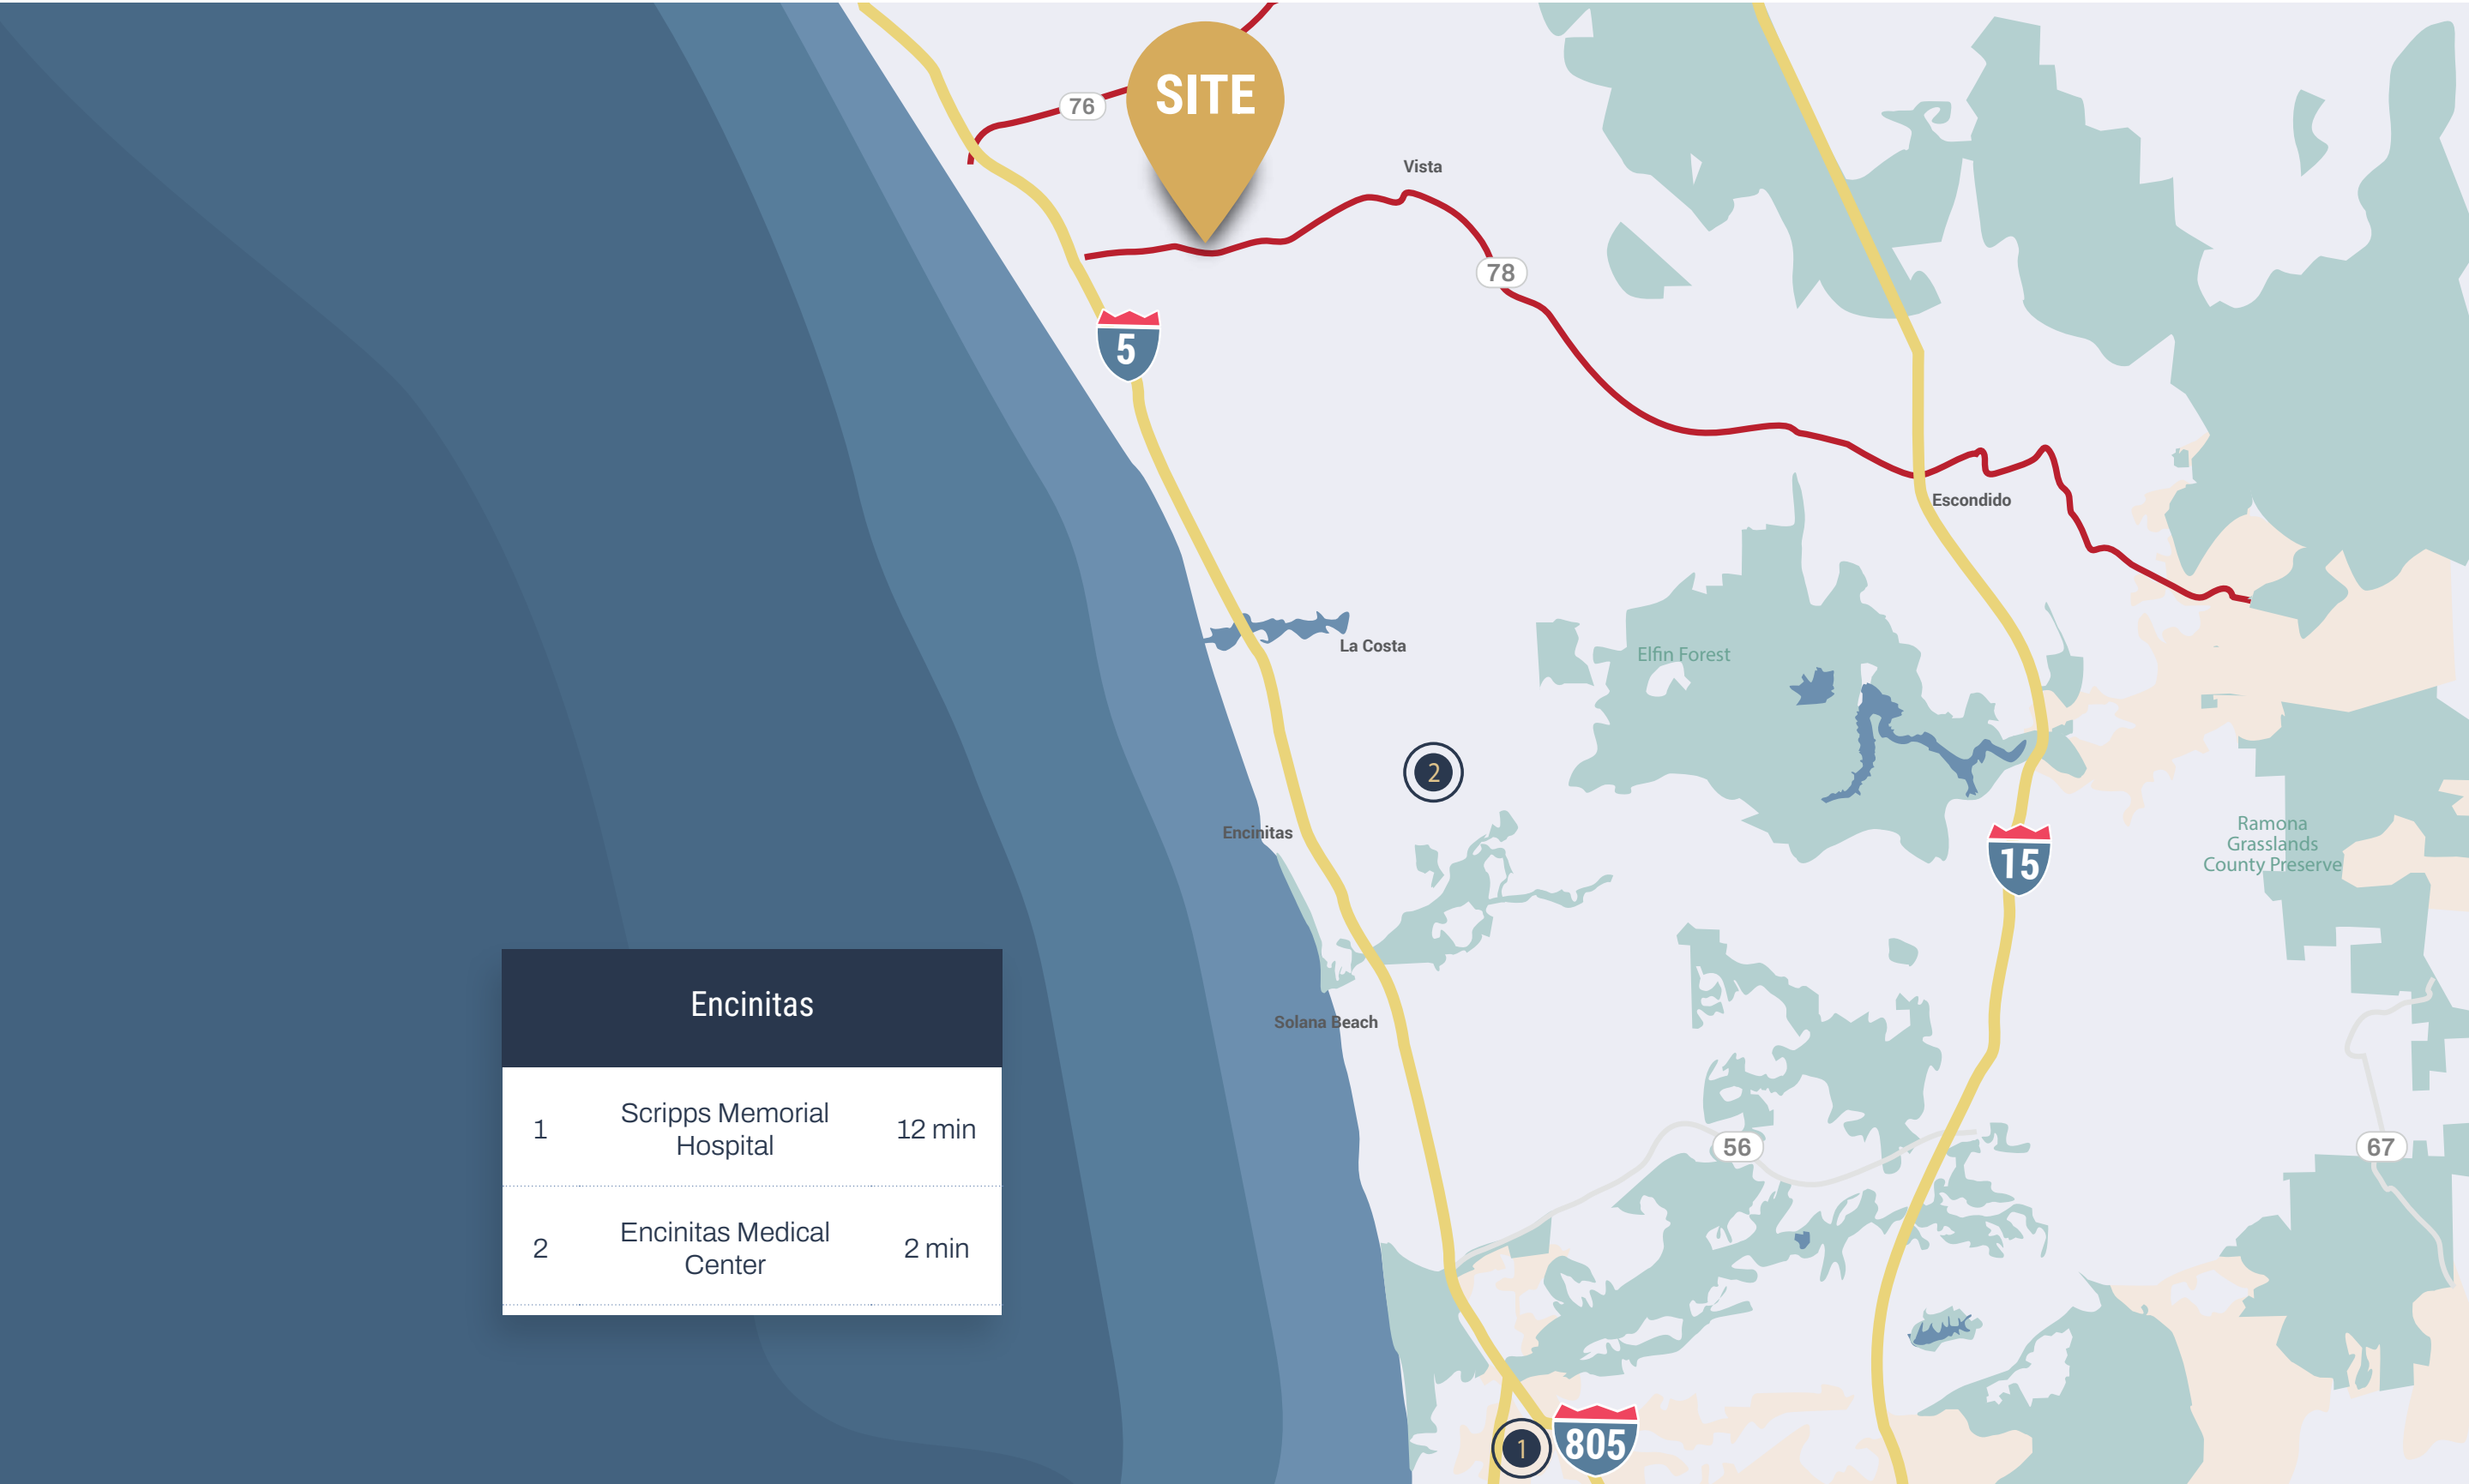 SITE
76
Vista
78
5
Escondido
La Costa
Elfin Forest
2
Encinitas
15
Ramona
Grasslands
County Preserve
Solana Beach
56
67
1
805
Encinitas
1
Scripps Memorial
Hospital
12 min
2
Encinitas Medical
Center
2 min